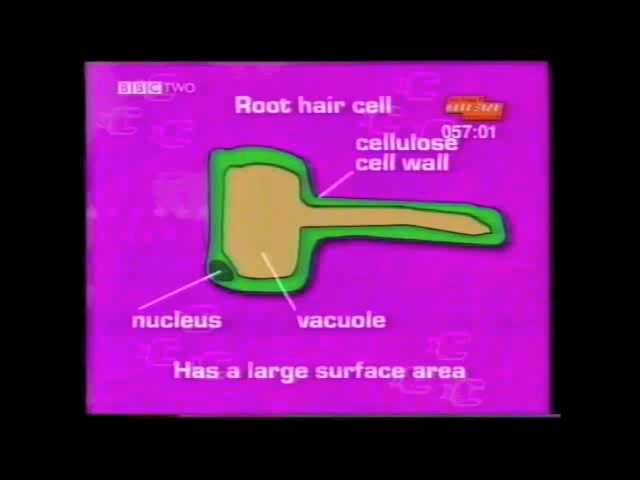 BBC TWO
Root hair cell
057:01
cellulose
cell wall
nucleus
vacuole
Has a large surface area